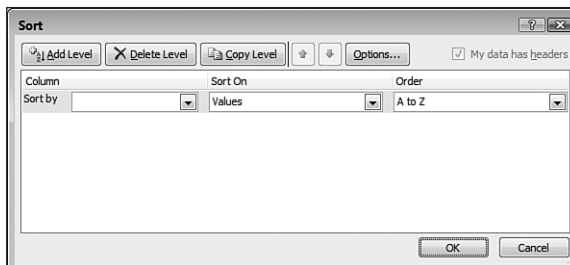 Sort
Add Level Delete Level Copy Level Options... My data has headers
Column Sort On Order
Sort by Values A to Z
OK Cancel